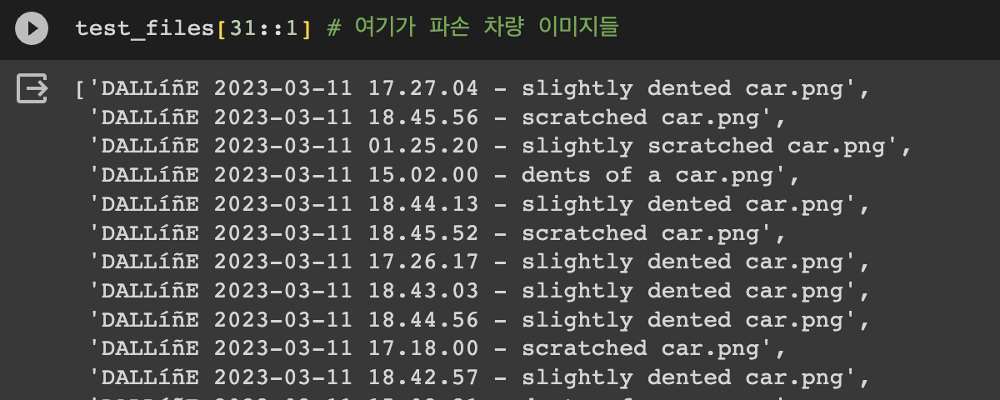 test_files[31::1] # 여기가 파손 차량 이미지들
['DALLíñE 2023-03-11 17.27.04 - slightly dented car.png',
'DALLíñE 2023-03-11 18.45.56 - scratched car.png',
'DALLíñE 2023-03-11 01.25.20 - slightly scratched car.png',
'DALLíñE 2023-03-11 15.02.00 - dents of a car.png',
'DALLíñE 2023-03-11 18.44.13 - slightly dented car.png',
'DALLíñE 2023-03-11 18.45.52 - scratched car.png',
'DALLíñE 2023-03-11 17.26.17 - slightly dented car.png',
'DALLíñE 2023-03-11 18.43.03 - slightly dented car.png',
'DALLíñE 2023-03-11 18.44.56 - slightly dented car.png',
'DALLíñE 2023-03-11 17.18.00 - scratched car.png',
'DALLíñE 2023-03-11 18.42.57 - slightly dented car.png',